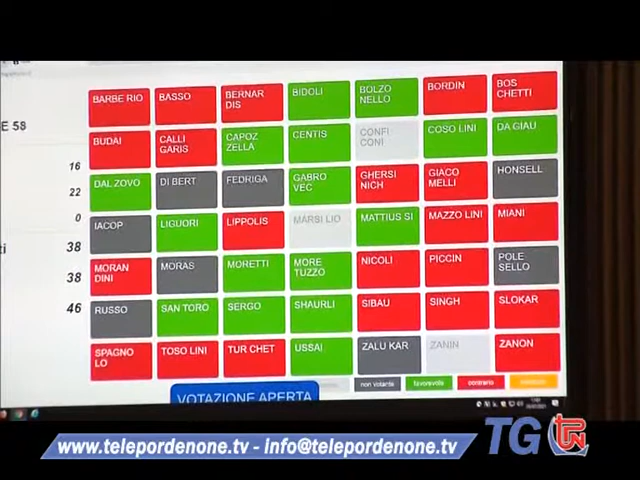 E 58
16
22
0
38
38
46
BARBE RIO BASSO BERNAR DIS BIDOLI BOLZO NELLO BORDIN BOS CHETTI
BUDAI CALLI GARIS CAPOZ ZELLA CENTIS CONFI CONI COSO LINI DA GIAU
DAL ZOVO DI BERT FEDRIGA GABRO VEC GHERSI NICH GIACO MELLI HONSELL
IACOP LIGUORI LIPPOLIS MARSI LIO MATTIUS SI MAZZO LINI MIANI
MORAN DINI MORAS MORETTI MORE TUZZO NICOLI PICCIN POLE SELLO
RUSSO SAN TORO SERGO SHAURLI SIBAU SINGH SLOKAR
SPAGNO LO TOSO LINI TUR CHET USSAI ZALU KAR ZANIN ZANON
non votante favorevole contrario
VOTAZIONE APERTA
www.telepordenone.tv - info@telepordenone.tv TG TPN